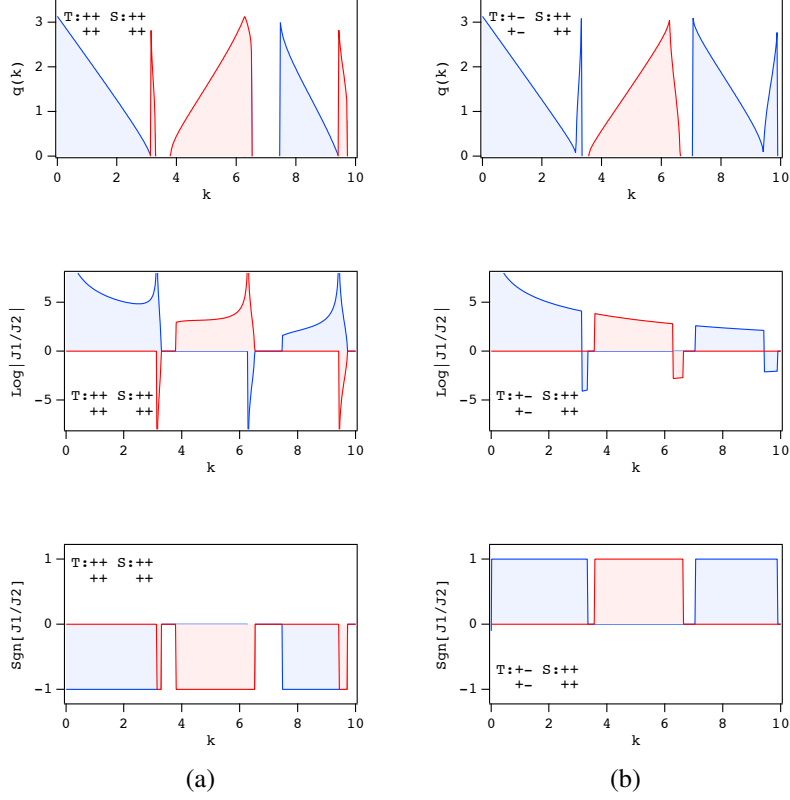 T:++ S:++
++ ++
q(k)
3
2
1
0
0 2 4 6 8 10
k
T:+- S:++
+- ++
q(k)
3
2
1
0
0 2 4 6 8 10
k
Log|J1/J2|
5
0
-5
T:++ S:++
++ ++
0 2 4 6 8 10
k
Log|J1/J2|
5
0
-5
T:+- S:++
+- ++
0 2 4 6 8 10
k
Sgn[J1/J2]
1
0
-1
T:++ S:++
++ ++
0 2 4 6 8 10
k
Sgn[J1/J2]
1
0
-1
T:+- S:++
+- ++
0 2 4 6 8 10
k
(a)
(b)